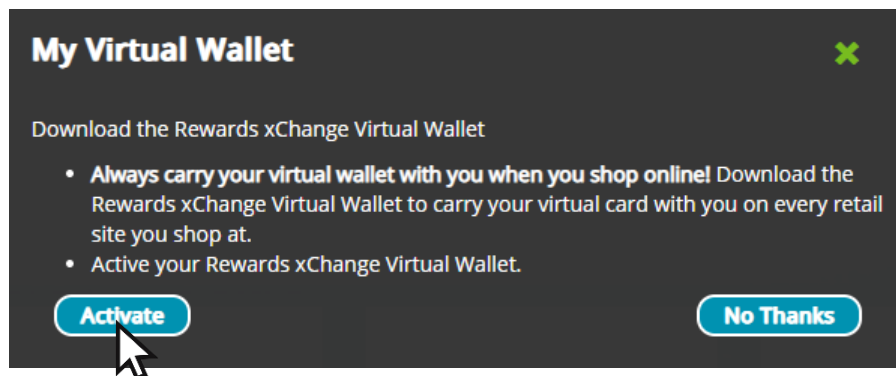 My Virtual Wallet
Download the Rewards xChange Virtual Wallet
• Always carry your virtual wallet with you when you shop online! Download the
Rewards xChange Virtual Wallet to carry your virtual card with you on every retail
site you shop at.
• Active your Rewards xChange Virtual Wallet.
Activate
No Thanks